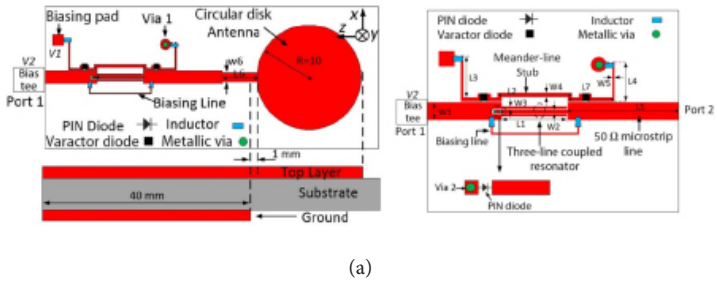 Biasing pad
Via 1
Circular disk
Antenna
x
z
y
V1
V2
Bias
tee
Port 1
w6
L6
R=10
Biasing Line
PIN Diode
Inductor
Varactor diode
Metallic via
1 mm
Top Layer
40 mm
Substrate
Ground
PIN diode
Inductor
Varactor diode
Metallic via
Meander-line
Stub
L3
L2
W4
L7
W5
L4
V2
Bias
tee
W3
L1
W2
Port 1
Port 2
Biasing line
50 Ω microstrip
line
Three-line coupled
resonator
Via 2
PIN diode
(a)